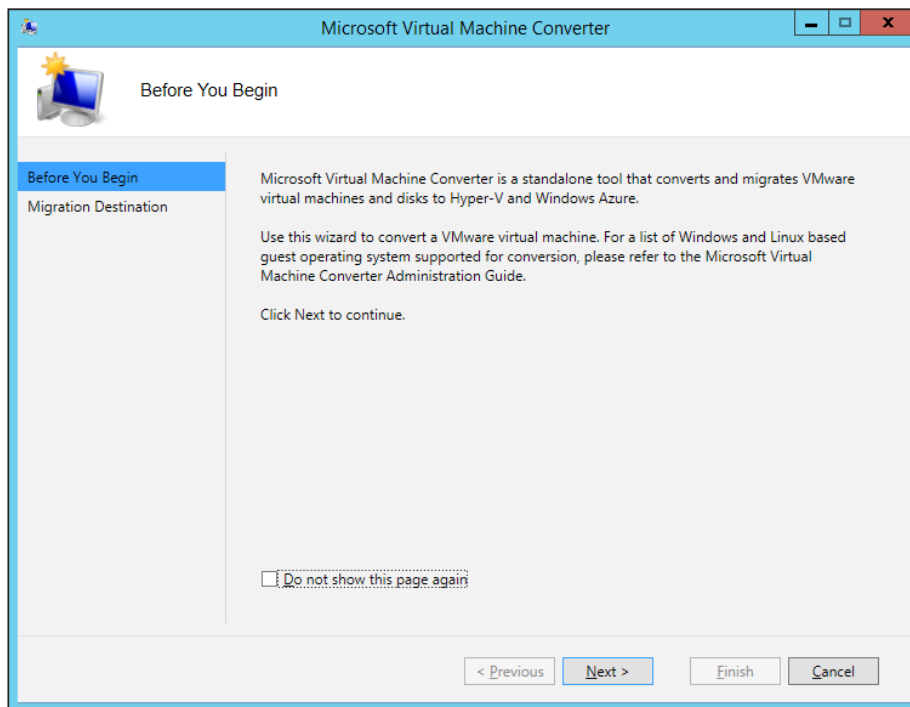 Microsoft Virtual Machine Converter
Before You Begin
Before You Begin
Migration Destination
Microsoft Virtual Machine Converter is a standalone tool that converts and migrates VMware
virtual machines and disks to Hyper-V and Windows Azure.
Use this wizard to convert a VMware virtual machine. For a list of Windows and Linux based
guest operating system supported for conversion, please refer to the Microsoft Virtual
Machine Converter Administration Guide.
Click Next to continue.
Do not show this page again
< Previous Next > Finish Cancel